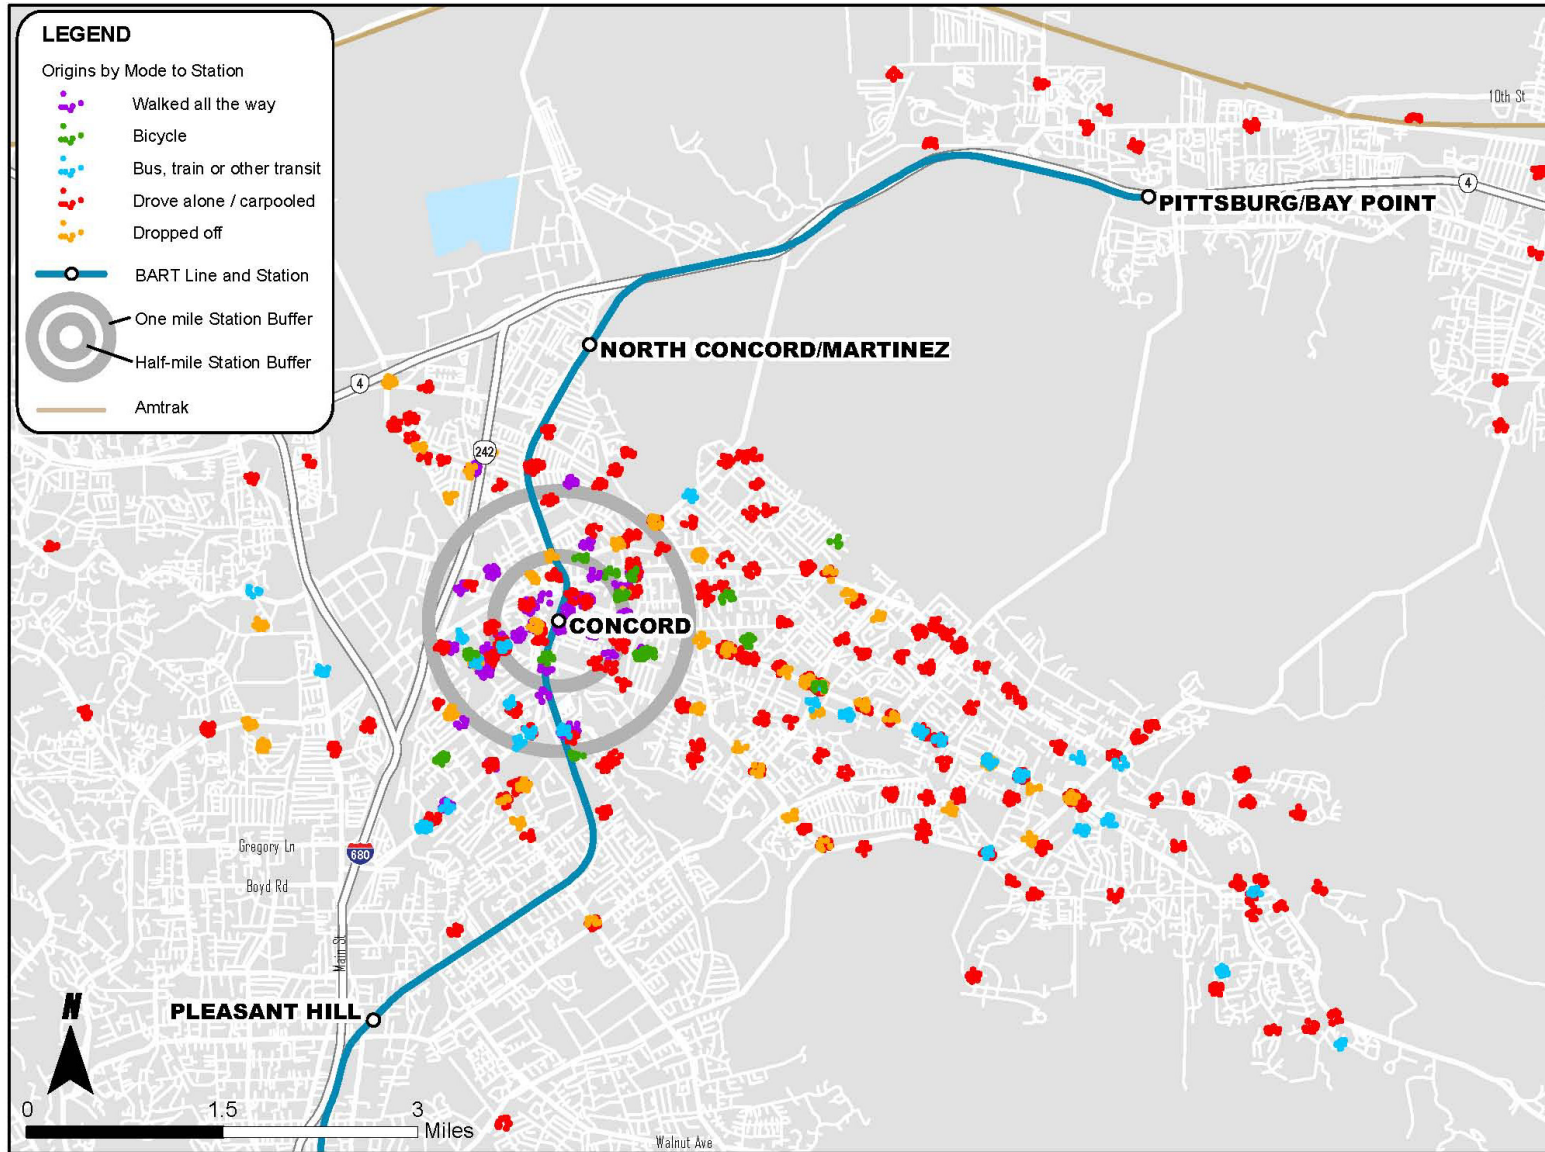 LEGEND
Origins by Mode to Station
Walked all the way
Bicycle
Bus, train or other transit
Drove alone / carpooled
Dropped off
BART Line and Station
One mile Station Buffer
Half-mile Station Buffer
Amtrak
10th St
4
PITTSBURG/BAY POINT
NORTH CONCORD/MARTINEZ
4
242
CONCORD
Gregory Ln
680
Boyd Rd
Main St
PLEASANT HILL
N
0 1.5 3
Miles
Walnut Ave